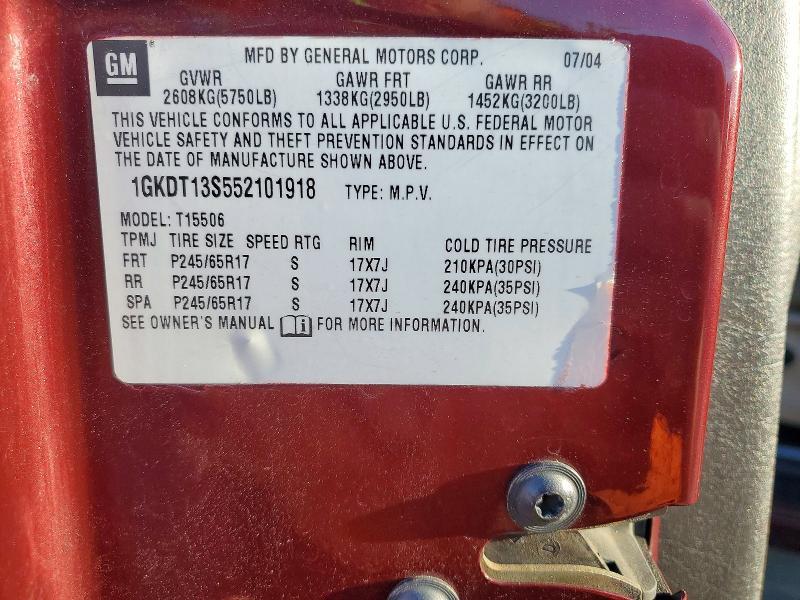 GM ® MFD BY GENERAL MOTORS CORP. 07/04
GVWR GAWR FRT GAWR RR
2608KG(5750LB) 1338KG(2950LB) 1452KG(3200LB)
THIS VEHICLE CONFORMS TO ALL APPLICABLE U.S. FEDERAL MOTOR
VEHICLE SAFETY AND THEFT PREVENTION STANDARDS IN EFFECT ON
THE DATE OF MANUFACTURE SHOWN ABOVE.
1GKDT13S552101918 TYPE: M.P.V.
MODEL: T15506
TPMJ TIRE SIZE SPEED RTG RIM COLD TIRE PRESSURE
FRT P245/65R17 S 17X7J 210KPA(30PSI)
RR P245/65R17 S 17X7J 240KPA(35PSI)
SPA P245/65R17 S 17X7J 240KPA(35PSI)
SEE OWNER'S MANUAL FOR MORE INFORMATION.